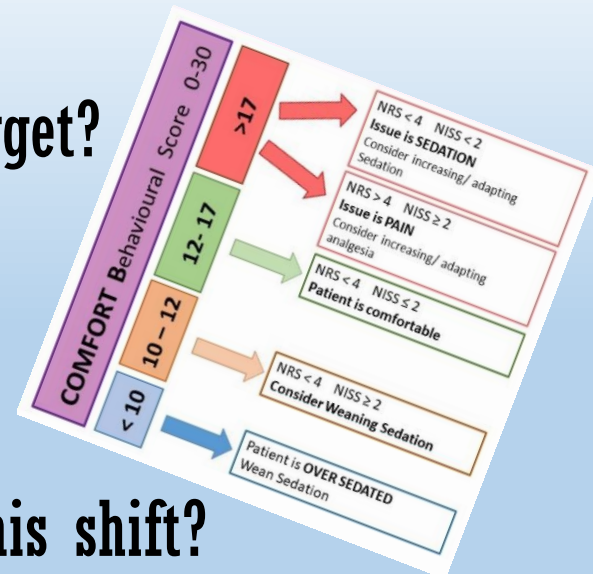 rget?
COMFORT Behavioural Score 0-30
>17
NRS < 4 NISS < 2
Issue is SEDATION
Consider increasing/ adapting
Sedation
NRS > 4 NISS ≥ 2
Issue is PAIN
Consider increasing/ adapting
analgesia
12- 17
NRS < 4 NISS ≤ 2
Patient is comfortable
10 – 12
NRS < 4 NISS ≥ 2
Consider Weaning Sedation
< 10
Patient is OVER SEDATED
Wean Sedation
his shift?